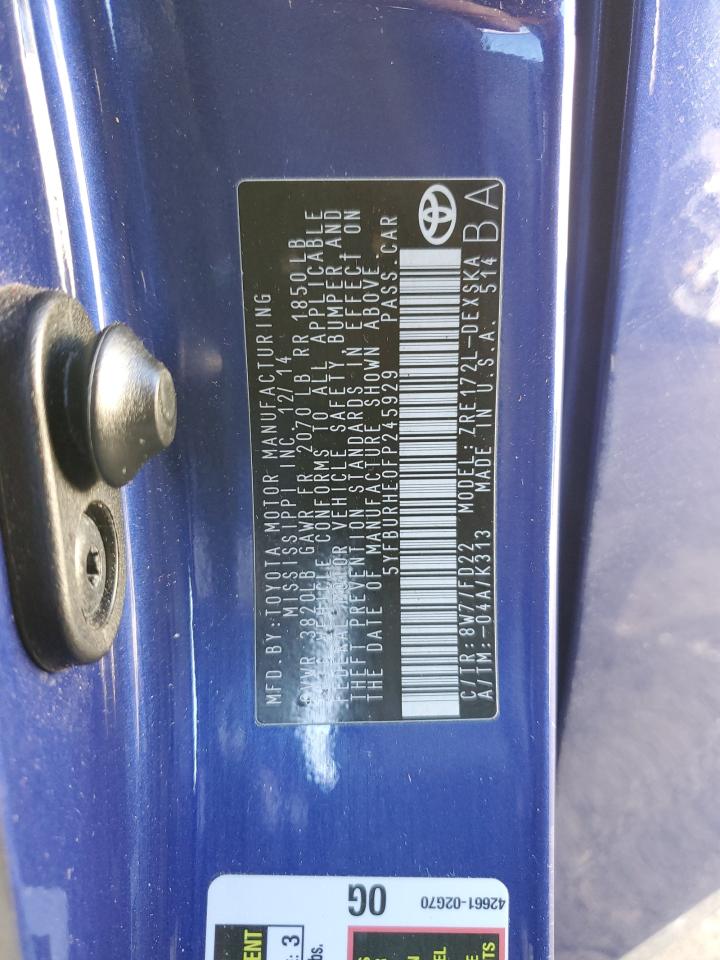 MFD. BY: TOYOTA MOTOR MANUFACTURING
MISSISSIPPI INC. 12/14
GVWR 3820LB GAWR FR 2070 LB RR 1850 LB
THIS VEHICLE CONFORMS TO ALL APPLICABLE
FEDERAL MOTOR VEHICLE SAFETY BUMPER, AND
THEFT PREVENTION STANDARDS IN EFFECT ON
THE DATE OF MANUFACTURE SHOWN ABOVE.
5YFBURHE0FP245929 PASS. CAR
C/TR: 8W7/FD22 MODEL: ZRE172L-DEXSKA
A/TM: -04A/K313 MADE IN U.S.A. 514
BA
0G
42661-02G70
3